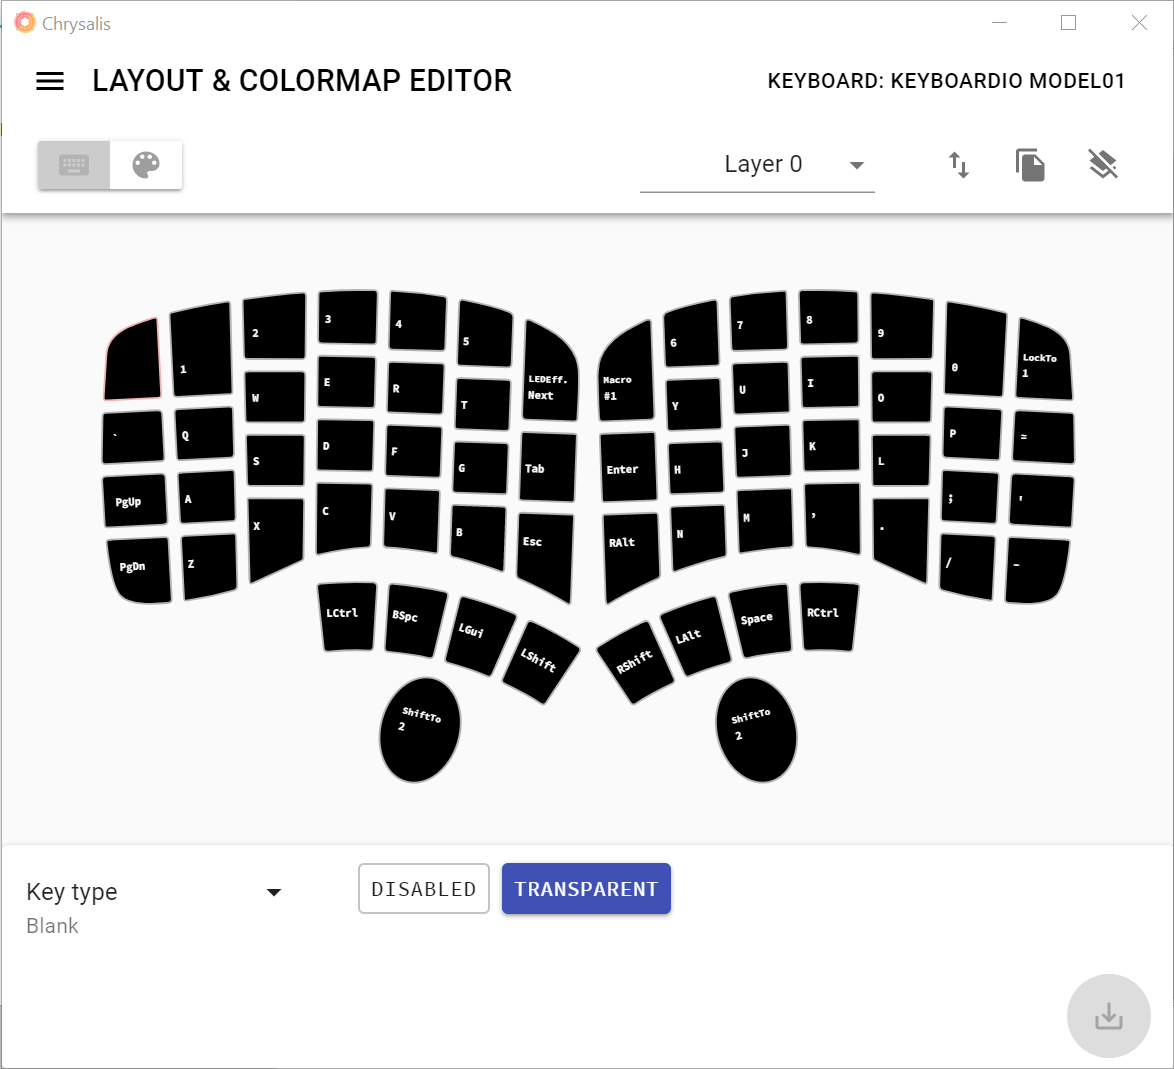 Chrysalis
LAYOUT & COLORMAP EDITOR
KEYBOARD: KEYBOARDIO MODEL01
Layer 0
1
2
3
4
5
LEDEff.
Next
Macro
#1
6
7
8
9
0
LockTo
1
`
Q
W
E
R
T
Tab
Enter
Y
U
I
O
P
=
PgUp
A
S
D
F
G
Esc
RAlt
H
J
K
L
;
'
PgDn
Z
X
C
V
B
N
M
,
.
/
-
LCtrl
BSpc
LGui
LShift
RShift
LAlt
Space
RCtrl
ShiftTo
2
ShiftTo
2
Key type
Blank
DISABLED
TRANSPARENT